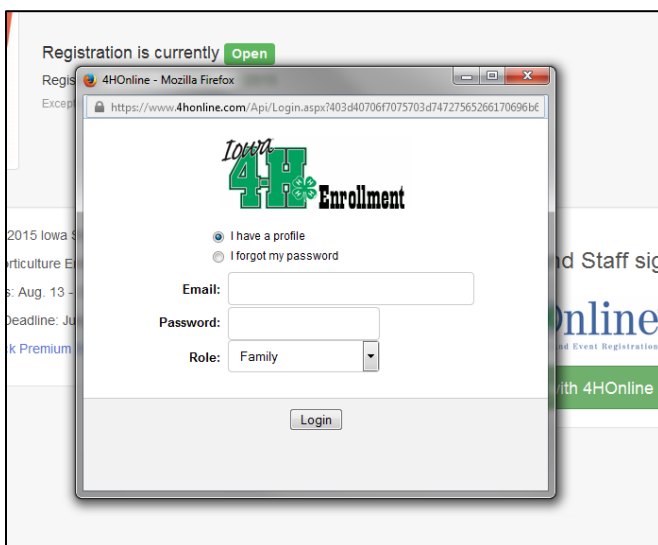 Registration is currently Open
Regis
Except
4HOnline - Mozilla Firefox
https://www.4honline.com/Api/Login.aspx?403d40706f7075703d74727565266170696b6
Iowa
4-H Enrollment
I have a profile
I forgot my password
Email:
Password:
Role: Family
Login
2015 Iowa S
orticulture E
s: Aug. 13 -
Deadline: Ju
k Premium
nd Staff sig
Online
nd Event Registration
with 4HOnline